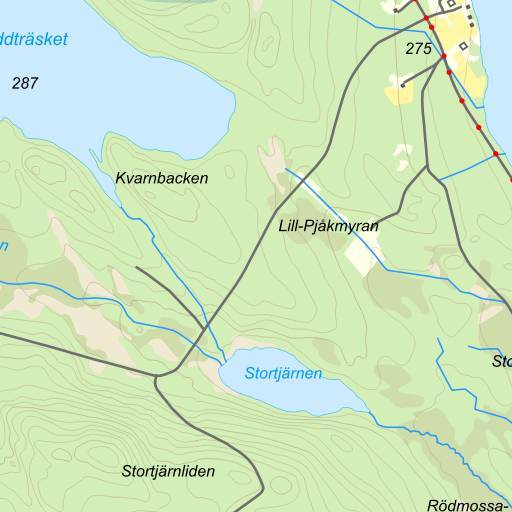 ddträsket
275
287
Kvarnbacken
Lill-Pjåkmyran
n
Stortjärnen
Sto
Stortjärnliden
Rödmossa-